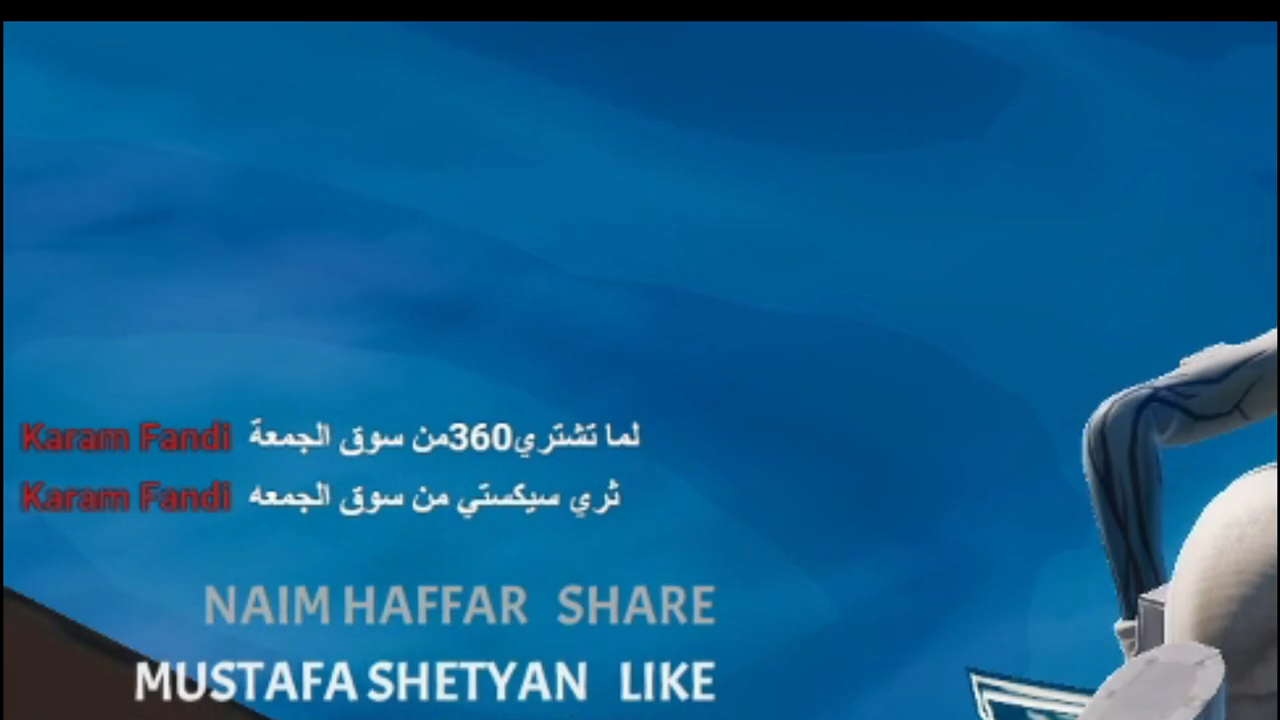 Karam Fandi لما تشتري360من سوق الجمعة
Karam Fandi ثري سيكستي من سوق الجمعه
NAIM HAFFAR SHARE
MUSTAFA SHETYAN LIKE